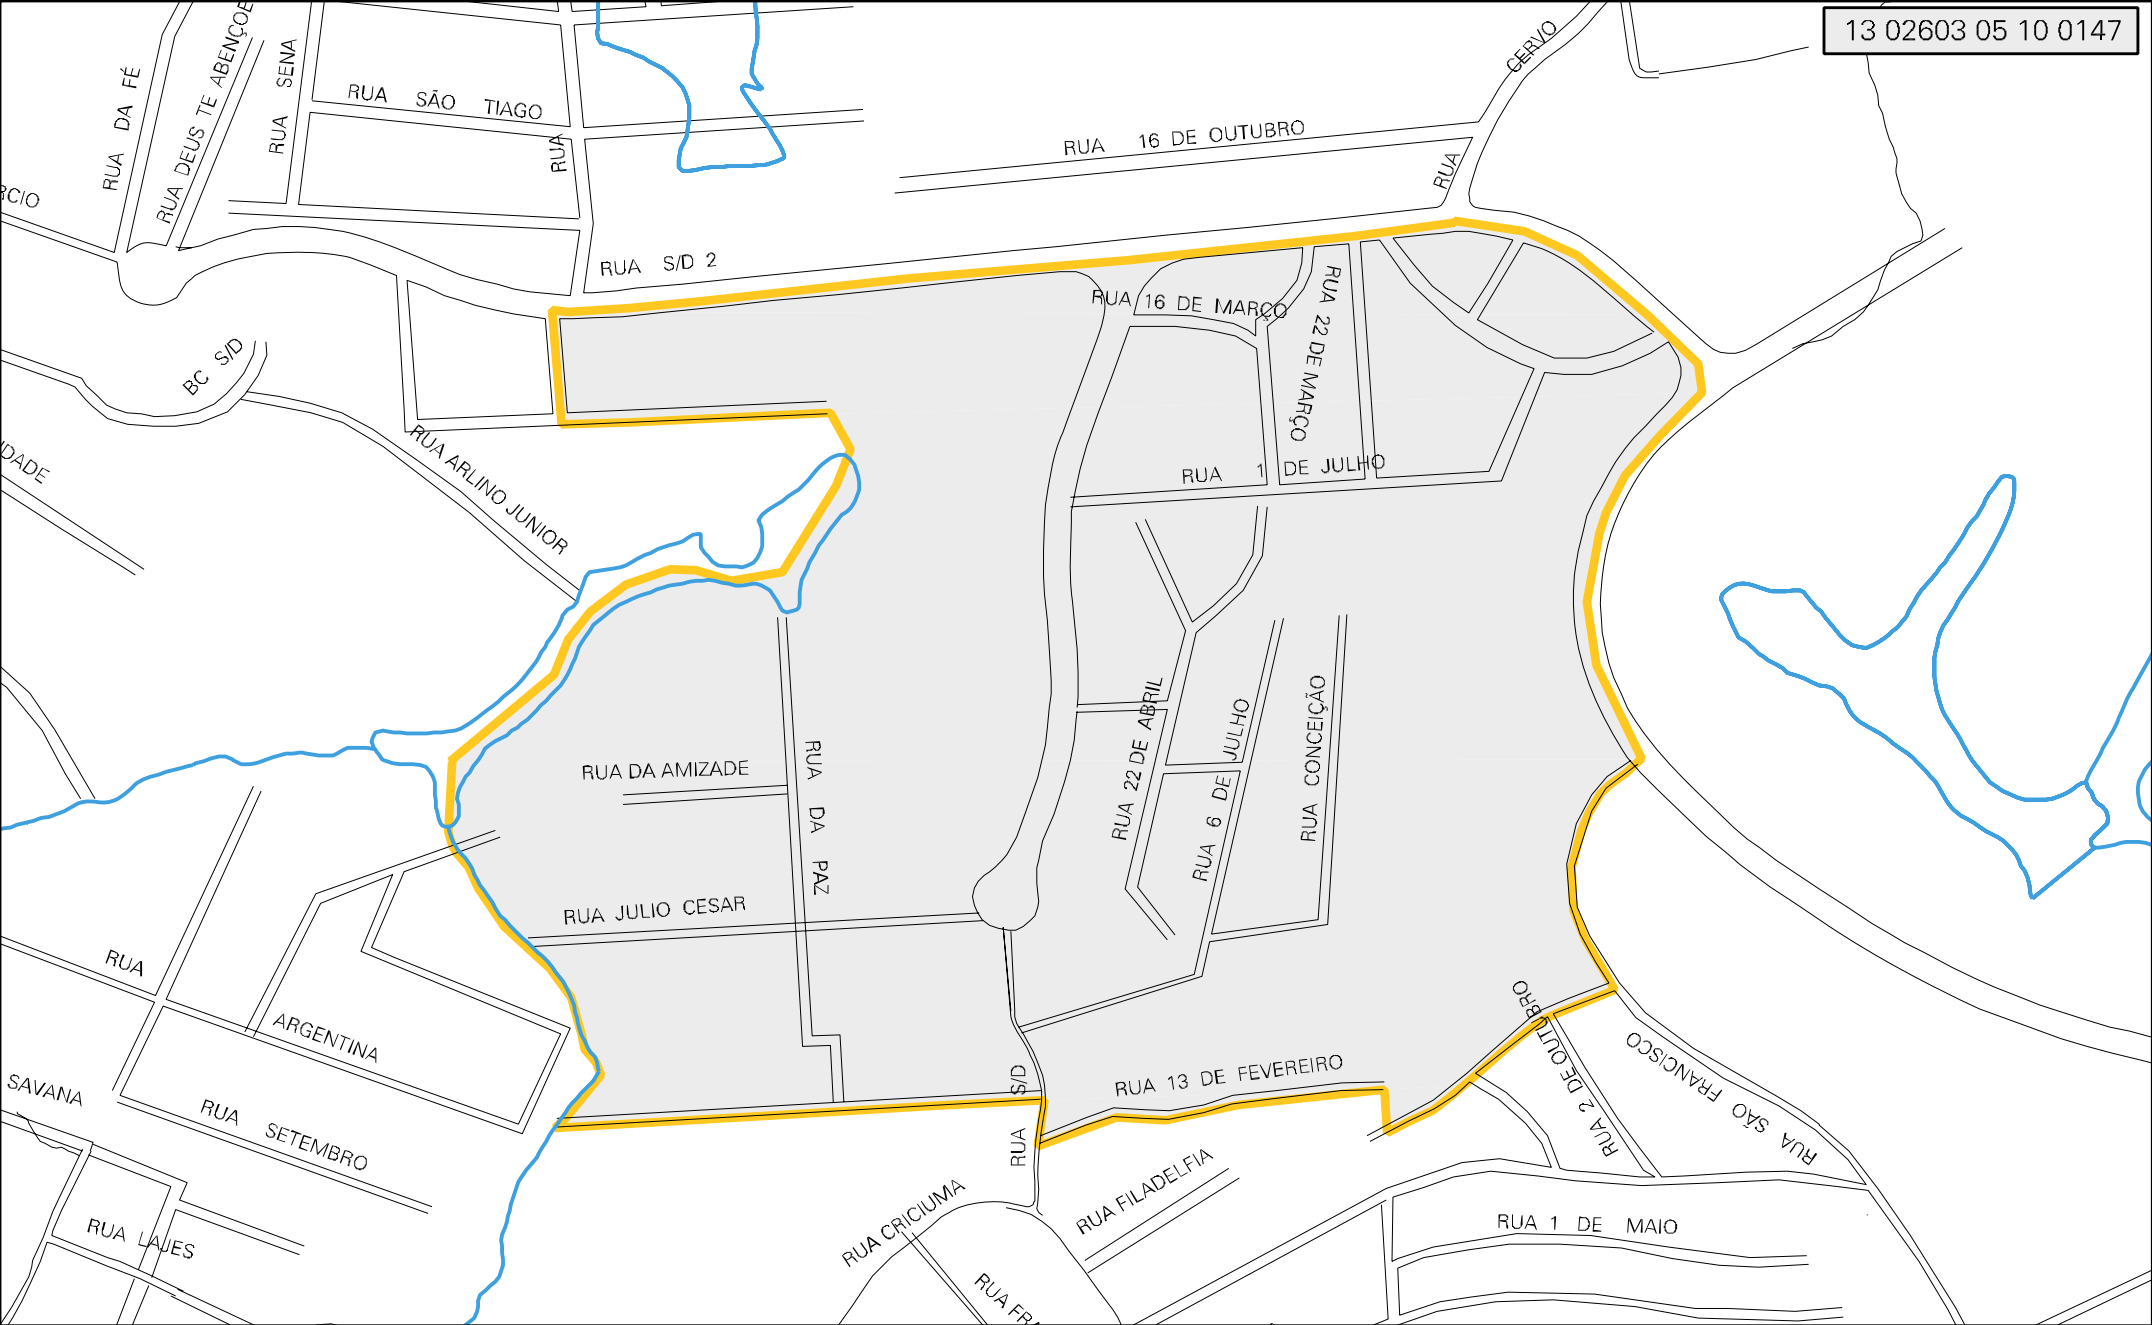 13 02603 05 10 0147
CERVO
RUA
RUA DA FÉ
RUA DEUS TE ABENÇOE
RUA SENA
RUA SÃO TIAGO
RUA
RUA 16 DE OUTUBRO
RUA S/D 2
BC S/D
RUA ARLINO JUNIOR
RUA 16 DE MARÇO
RUA 22 DE MARÇO
RUA 1 DE JULHO
RUA 22 DE ABRIL
RUA 6 DE JULHO
RUA CONCEIÇÃO
RUA DA AMIZADE
RUA DA PAZ
RUA JULIO CESAR
RUA
ARGENTINA
SAVANA
RUA SETEMBRO
RUA LAJES
RUA S/D
RUA 13 DE FEVEREIRO
RUA 2 DE OUTUBRO
RUA SÃO FRANCISCO
RUA FILADELFIA
RUA CRICIUMA
RUA 1 DE MAIO